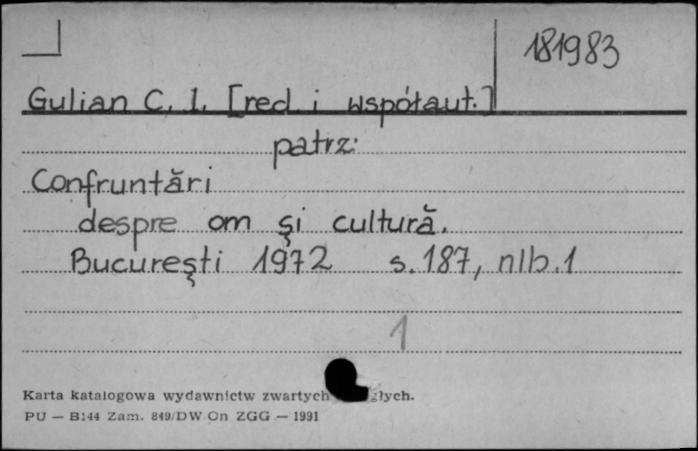 181983
Gulian C. I. [red. i współaut.]
patrz:
Confruntări
despre om şi cultură.
Bucureşti 1972 s. 187, nlb. 1
1
Karta katalogowa wydawnictw zwartych
PU — B144 Zam. 849/DW On ZGG — 1991